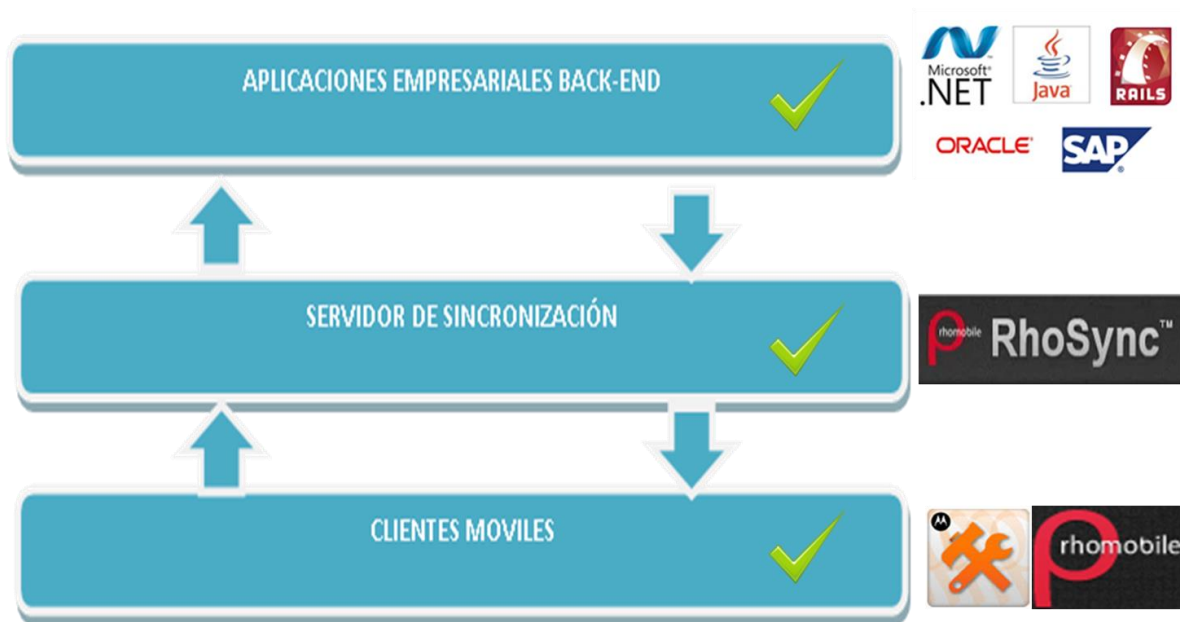 APLICACIONES EMPRESARIALES BACK-END
Microsoft®
.NET
Java
RAILS
ORACLE®
SAP®
SERVIDOR DE SINCRONIZACIÓN
rhomobile RhoSync™
CLIENTES MOVILES
rhomobile